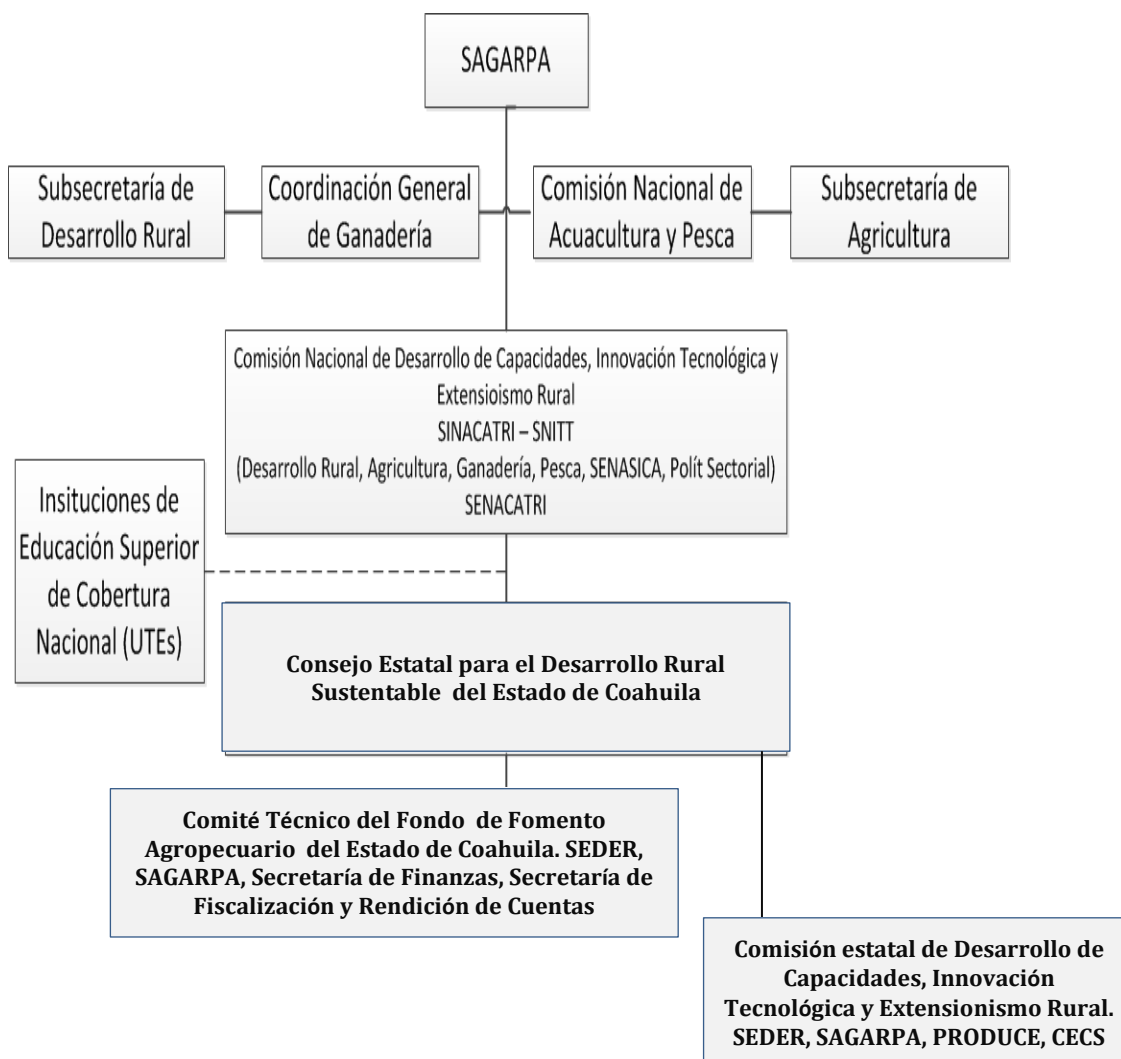 SAGARPA
Subsecretaría de
Desarrollo Rural
Coordinación General
de Ganadería
Comisión Nacional de
Acuacultura y Pesca
Subsecretaría de
Agricultura
Comisión Nacional de Desarrollo de Capacidades, Innovación Tecnológica y
Extensioismo Rural
SINACATRI – SNITT
(Desarrollo Rural, Agricultura, Ganadería, Pesca, SENASICA, Polít Sectorial)
SENACATRI
Insituciones de
Educación Superior
de Cobertura
Nacional (UTEs)
Consejo Estatal para el Desarrollo Rural
Sustentable del Estado de Coahuila
Comité Técnico del Fondo de Fomento
Agropecuario del Estado de Coahuila. SEDER,
SAGARPA, Secretaría de Finanzas, Secretaría de
Fiscalización y Rendición de Cuentas
Comisión estatal de Desarrollo de
Capacidades, Innovación
Tecnológica y Extensionismo Rural.
SEDER, SAGARPA, PRODUCE, CECS